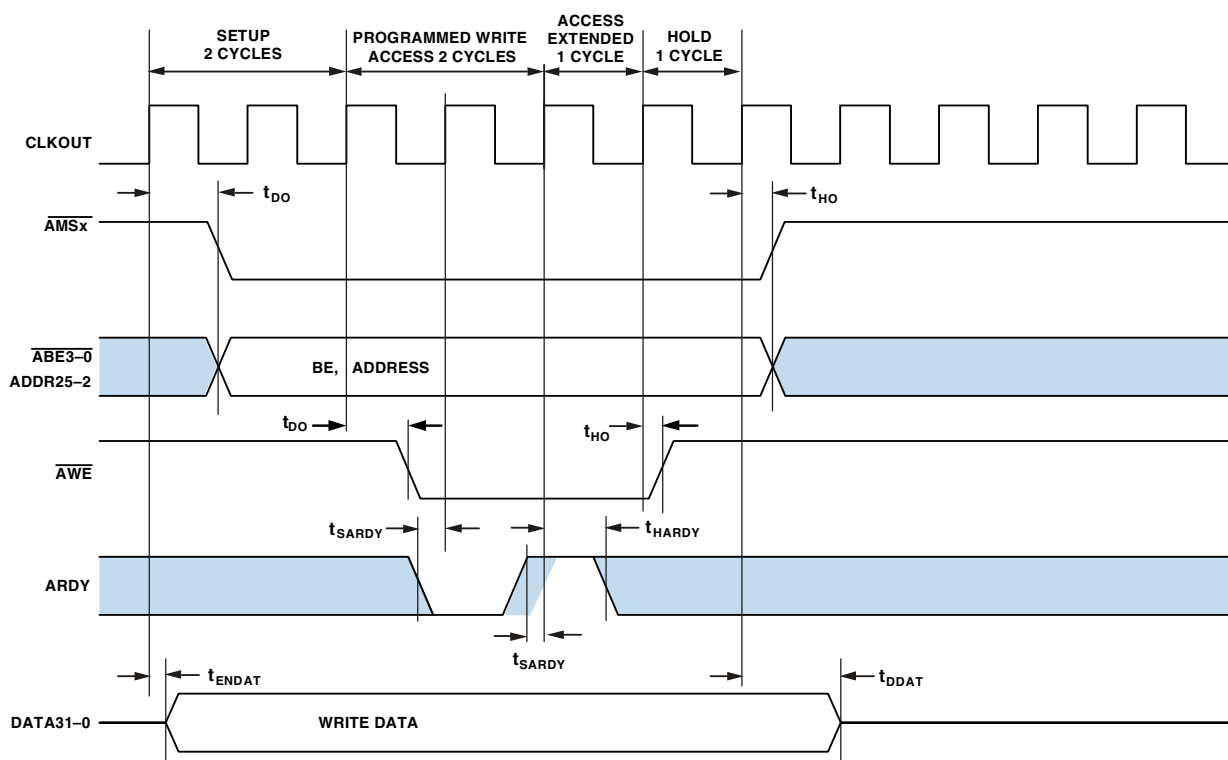 SETUP
2 CYCLES
PROGRAMMED WRITE
ACCESS 2 CYCLES
ACCESS
EXTENDED
1 CYCLE
HOLD
1 CYCLE
CLKOUT
tDO
tHO
AMSx
ABE3–0
ADDR25–2
BE, ADDRESS
tDO
tHO
AWE
tSARDY
tHARDY
ARDY
tSARDY
tENDAT
tDDAT
DATA31–0
WRITE DATA